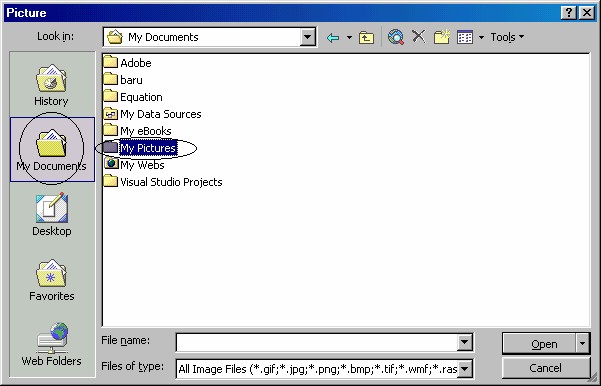 Picture
Look in:
My Documents
Tools
History
My Documents
Desktop
Favorites
Web Folders
Adobe
baru
Equation
My Data Sources
My eBooks
My Pictures
My Webs
Visual Studio Projects
File name:
Open
Files of type:
All Image Files (*.gif;*.jpg;*.png;*.bmp;*.tif;*.wmf;*.ras
Cancel